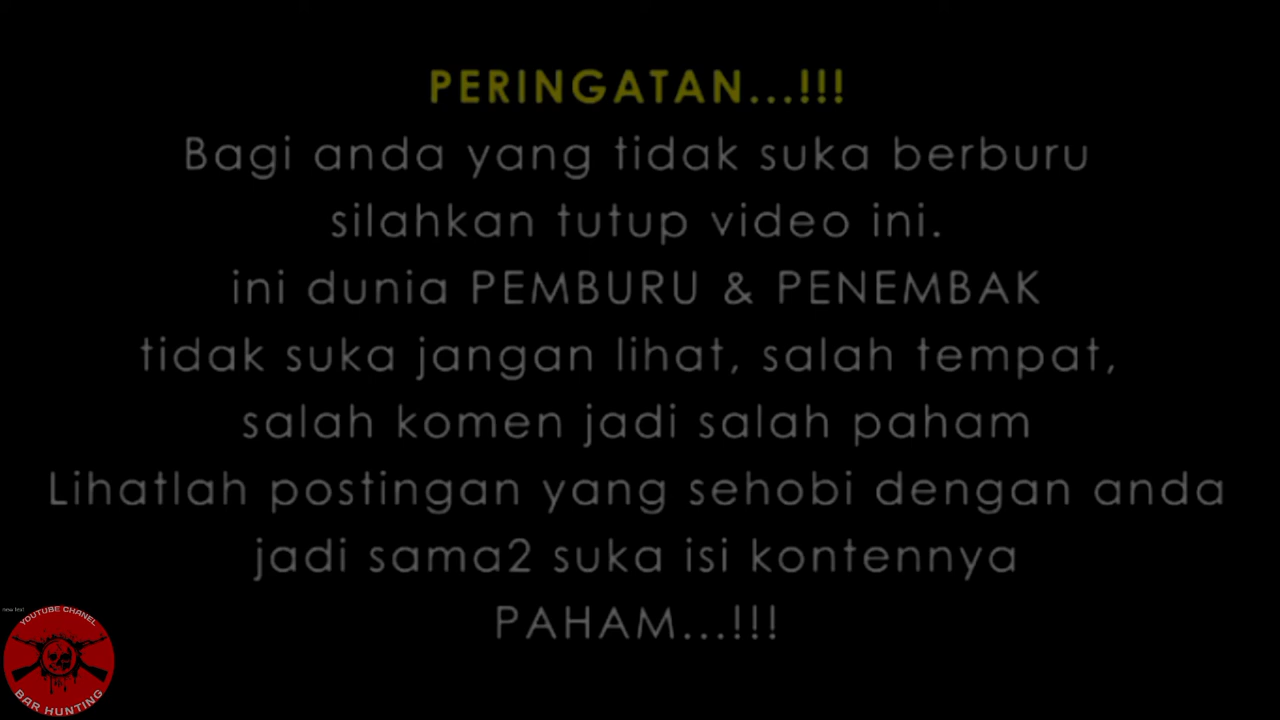 PERINGATAN...!!!
Bagi anda yang tidak suka berburu
silahkan tutup video ini.
ini dunia PEMBURU & PENEMBAK
tidak suka jangan lihat, salah tempat,
salah komen jadi salah paham
Lihatlah postingan yang sehobi dengan anda
jadi sama2 suka isi kontennya
PAHAM...!!!
YOUTUBE CHANEL
BAR HUNTING